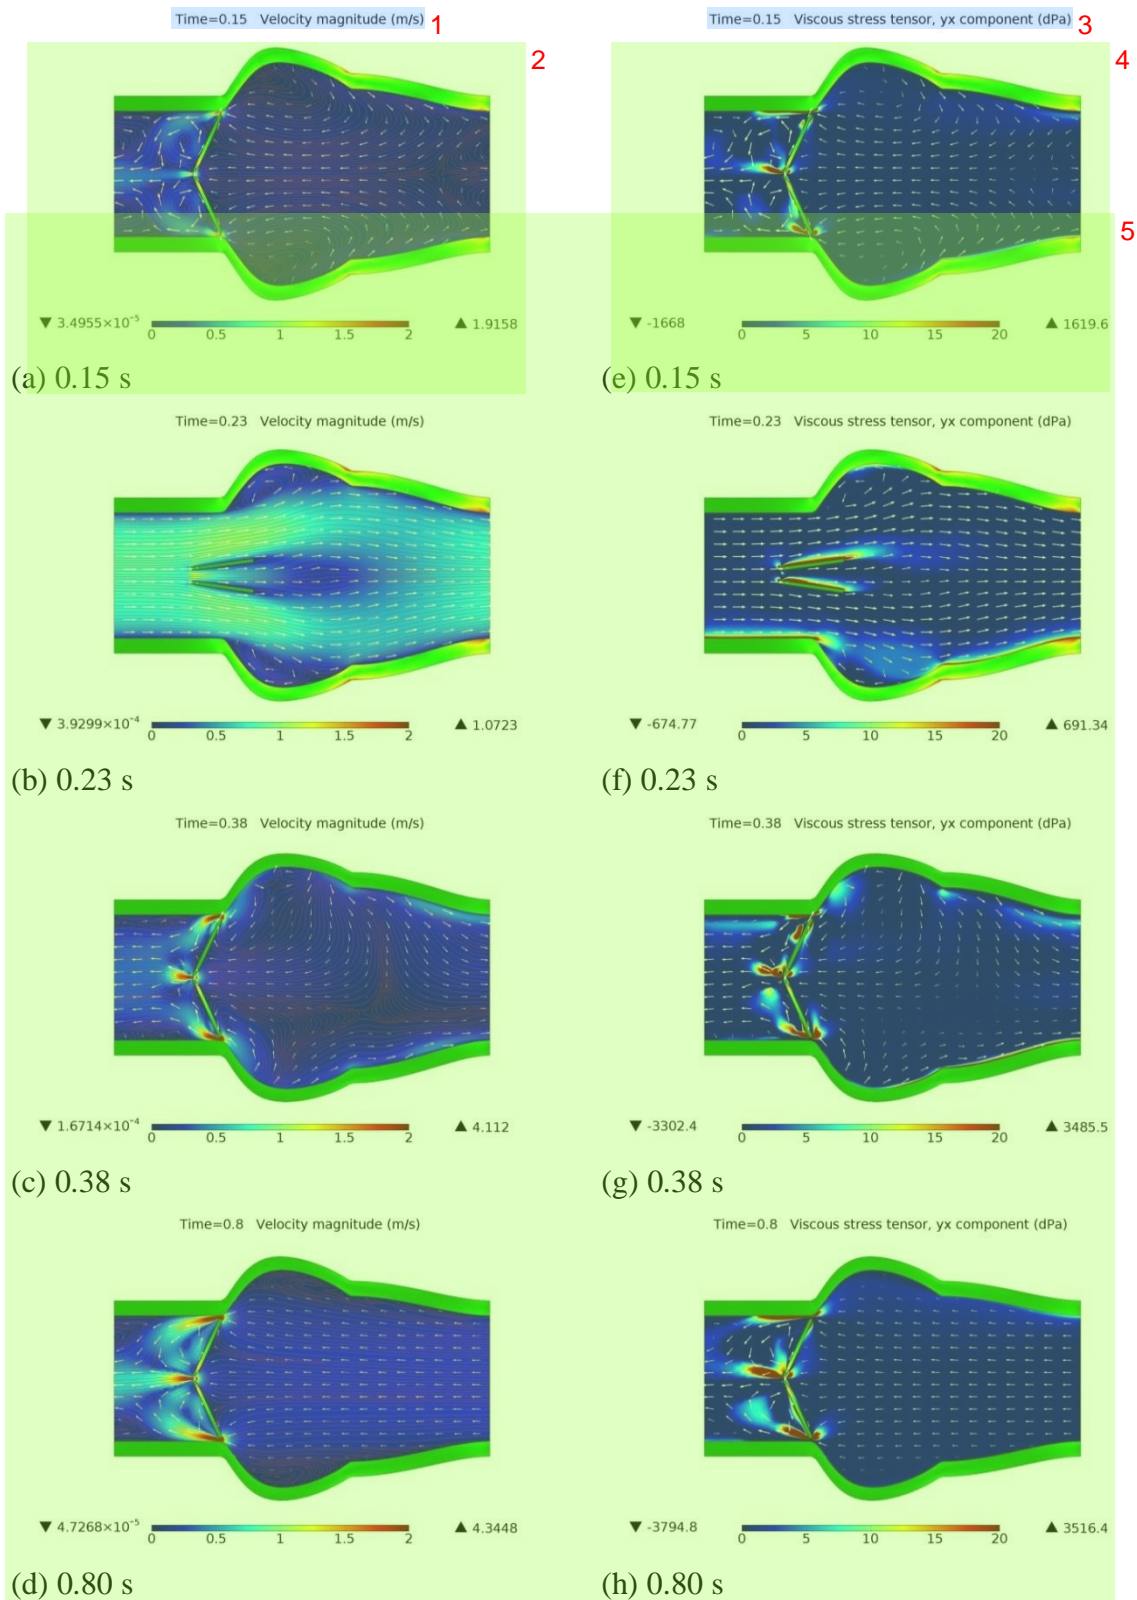 Time=0.15 Velocity magnitude (m/s) 1
Time=0.15 Viscous stress tensor, yx component (dPa) 3
2
4
5
▼ 3.4955×10⁻⁵ 0 0.5 1 1.5 2 ▲ 1.9158
▼ -1668 5 10 15 20 ▲ 1619.6
(a) 0.15 s
(e) 0.15 s
Time=0.23 Velocity magnitude (m/s)
Time=0.23 Viscous stress tensor, yx component (dPa)
▼ 3.9299×10⁻⁴ 0 0.5 1 1.5 2 ▲ 1.0723
▼ -674.77 5 10 15 20 ▲ 691.34
(b) 0.23 s
(f) 0.23 s
Time=0.38 Velocity magnitude (m/s)
Time=0.38 Viscous stress tensor, yx component (dPa)
▼ 1.6714×10⁻⁴ 0 0.5 1 1.5 2 ▲ 4.112
▼ -3302.4 5 10 15 20 ▲ 3485.5
(c) 0.38 s
(g) 0.38 s
Time=0.8 Velocity magnitude (m/s)
Time=0.8 Viscous stress tensor, yx component (dPa)
▼ 4.7268×10⁻⁵ 0 0.5 1 1.5 2 ▲ 4.3448
▼ -3794.8 5 10 15 20 ▲ 3516.4
(d) 0.80 s
(h) 0.80 s